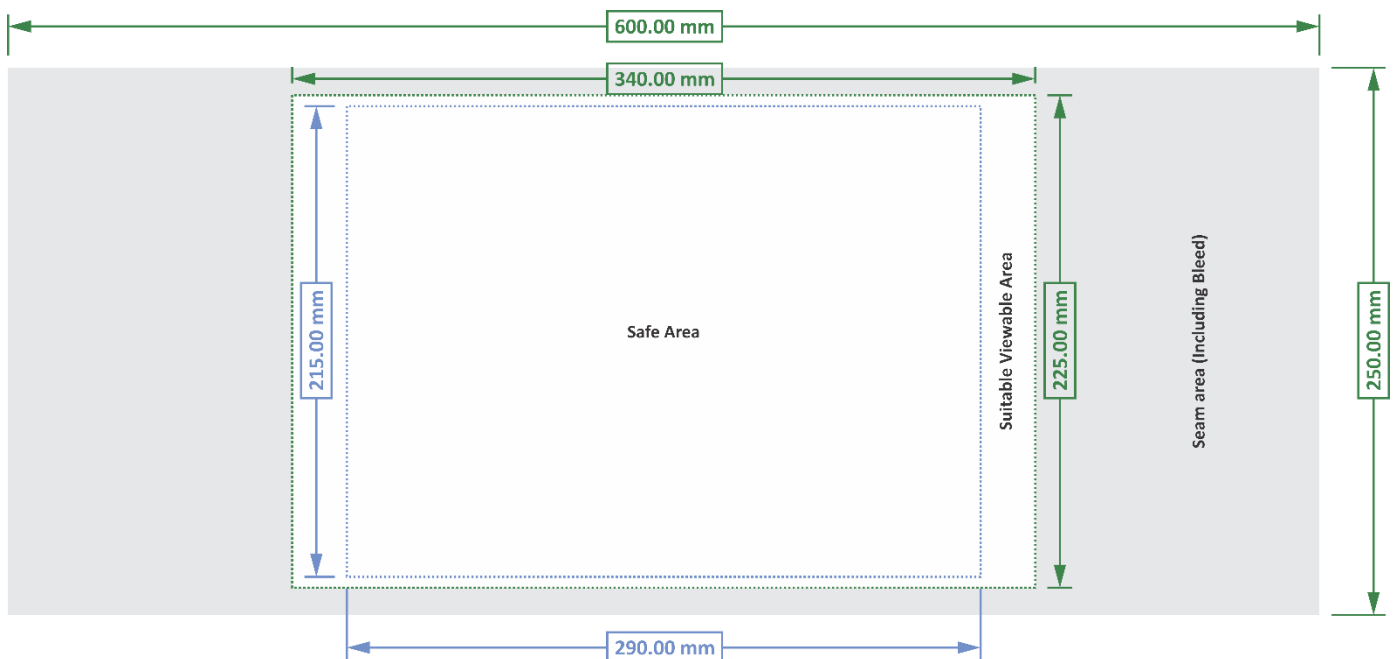 600.00 mm
340.00 mm
215.00 mm
Safe Area
Suitable Viewable Area
225.00 mm
Seam area (Including Bleed)
250.00 mm
290.00 mm